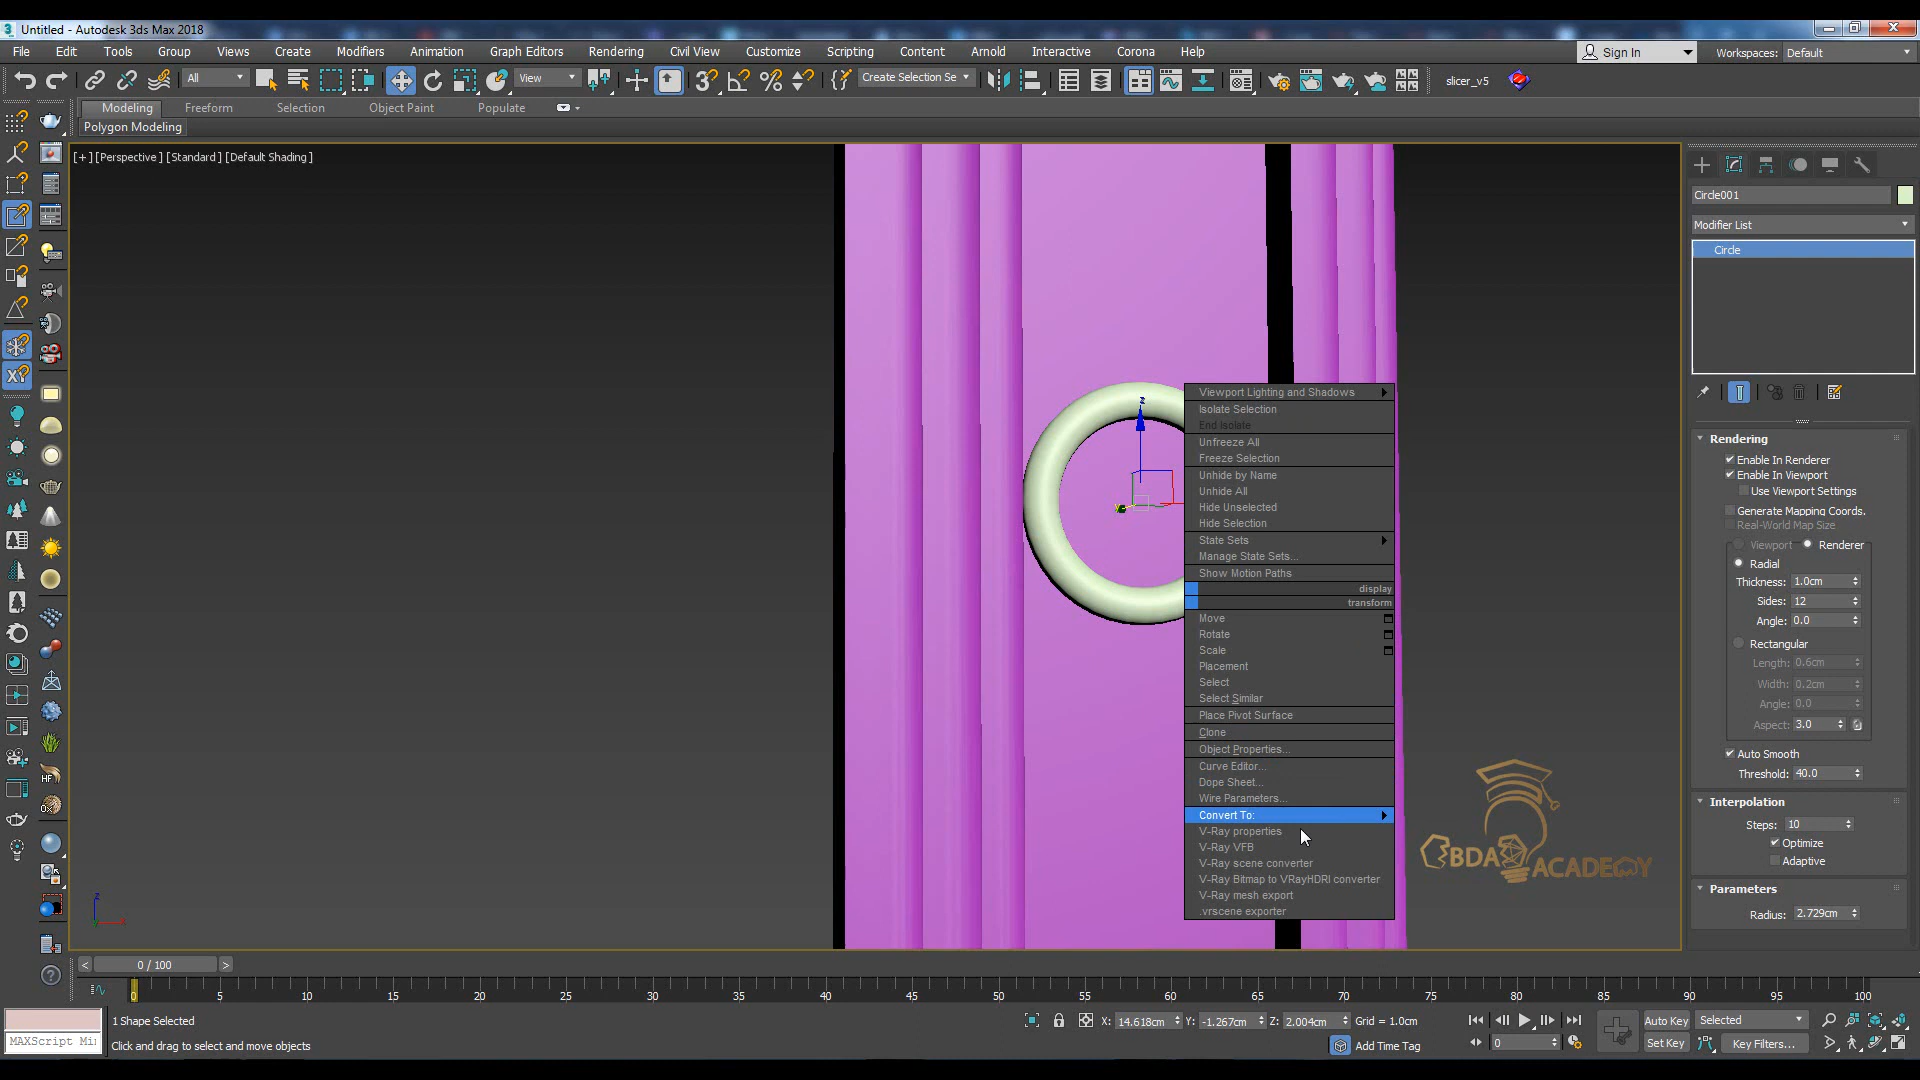 Untitled - Autodesk 3ds Max 2018
File Edit Tools Group Views Create Modifiers Animation Graph Editors Rendering Civil View Customize Scripting Content Arnold Interactive Corona Help
Sign In
Workspaces: Default
All
View
Create Selection Se
slicer_v5
Modeling Freeform Selection Object Paint Populate
Polygon Modeling
[+] [Perspective] [Standard] [Default Shading]
Circle001
Modifier List
Circle
Viewport Lighting and Shadows
Isolate Selection
End Isolate
Unfreeze All
Freeze Selection
Unhide by Name
Unhide All
Hide Unselected
Hide Selection
State Sets
Manage State Sets...
Show Motion Paths
display
transform
Move
Rotate
Scale
Placement
Select
Select Similar
Place Pivot Surface
Clone
Object Properties...
Curve Editor...
Dope Sheet...
Wire Parameters...
Convert To:
V-Ray properties
V-Ray VFB
V-Ray scene converter
V-Ray Bitmap to VRayHDRI converter
V-Ray mesh export
.vrscene exporter
Rendering
Enable In Renderer
Enable In Viewport
Use Viewport Settings
Generate Mapping Coords.
Real-World Map Size
Viewport Renderer
Radial
Thickness: 1.0cm
Sides: 12
Angle: 0.0
Rectangular
Length: 0.6cm
Width: 0.2cm
Angle: 0.0
Aspect: 3.0
Auto Smooth
Threshold: 40.0
Interpolation
Steps: 10
Optimize
Adaptive
Parameters
Radius: 2.729cm
BDA ACADEMY
z
z
XY
HF
< 0 / 100 >
0 5 10 15 20 25 30 35 40 45 50 55 60 65 70 75 80 85 90 95 100
1 Shape Selected
X: 14.618cm Y: -1.267cm Z: 2.004cm Grid = 1.0cm
Auto Key Selected
MAXScript Mi
Click and drag to select and move objects
Add Time Tag
0
Set Key Key Filters...